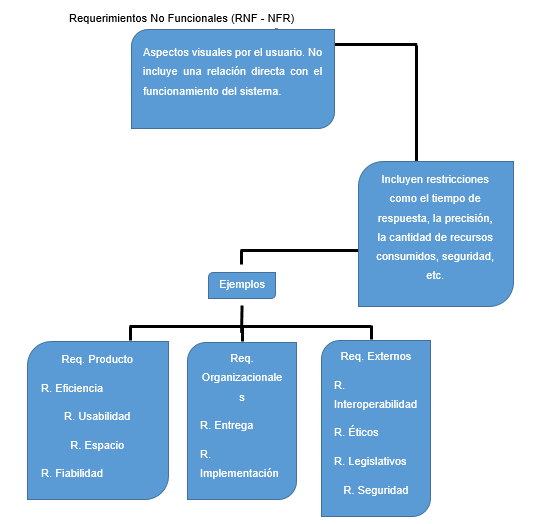 Requerimientos No Funcionales (RNF - NFR)
Aspectos visuales por el usuario. No
incluye una relación directa con el
funcionamiento del sistema.
Incluyen restricciones
como el tiempo de
respuesta, la precisión,
la cantidad de recursos
consumidos, seguridad,
etc.
Ejemplos
Req. Producto
R. Eficiencia
R. Usabilidad
R. Espacio
R. Fiabilidad
Req.
Organizacionale
s
R. Entrega
R.
Implementación
Req. Externos
R.
Interoperabilidad
R. Éticos
R. Legislativos
R. Seguridad